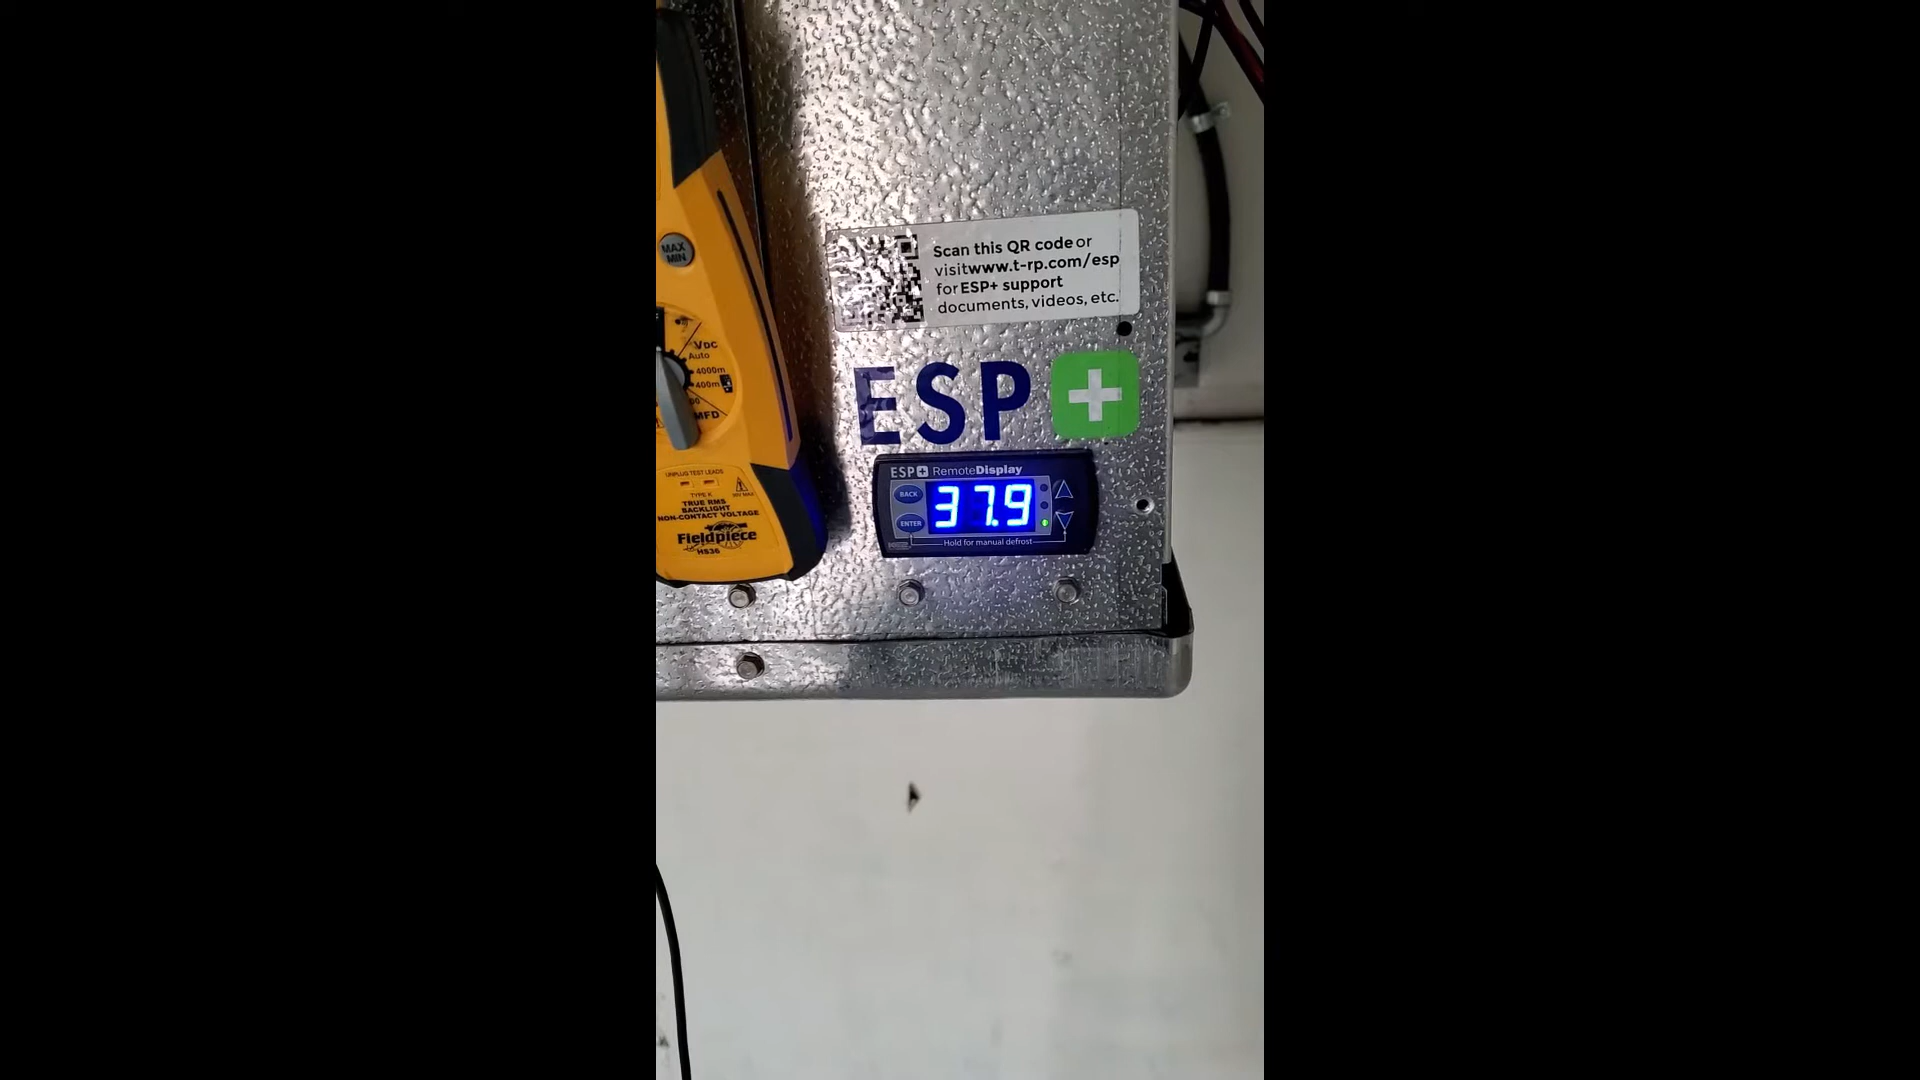 MAX
MIN
VDC
Auto
4000m
400m
MFD
UNPLUG TEST LEADS
TYPE K
TRUE RMS
BACKLIGHT
NON-CONTACT VOLTAGE
Fieldpiece
HS36
Scan this QR code or
visit www.t-rp.com/esp
for ESP+ support
documents, videos, etc.
ESP+
ESP+ RemoteDisplay
BACK
37.9
ENTER
Hold for manual defrost